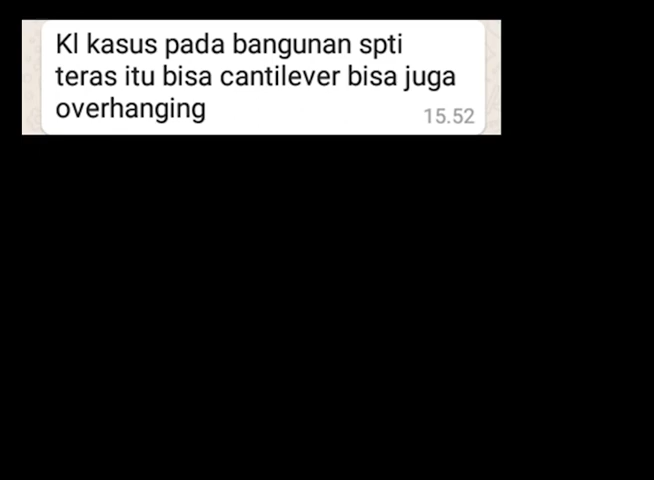 Kl kasus pada bangunan spti
teras itu bisa cantilever bisa juga
overhanging
15.52